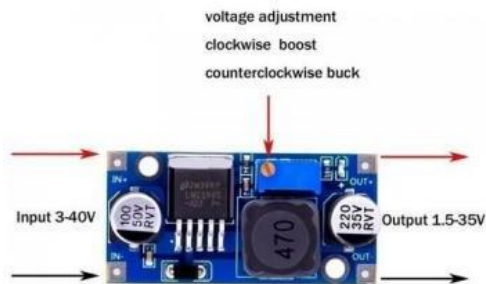 voltage adjustment
clockwise boost
counterclockwise buck
IN+
OUT+
Input 3-40V
100
50V
RVT
470
220
35V
RVT
Output 1.5-35V
IN-
OUT-